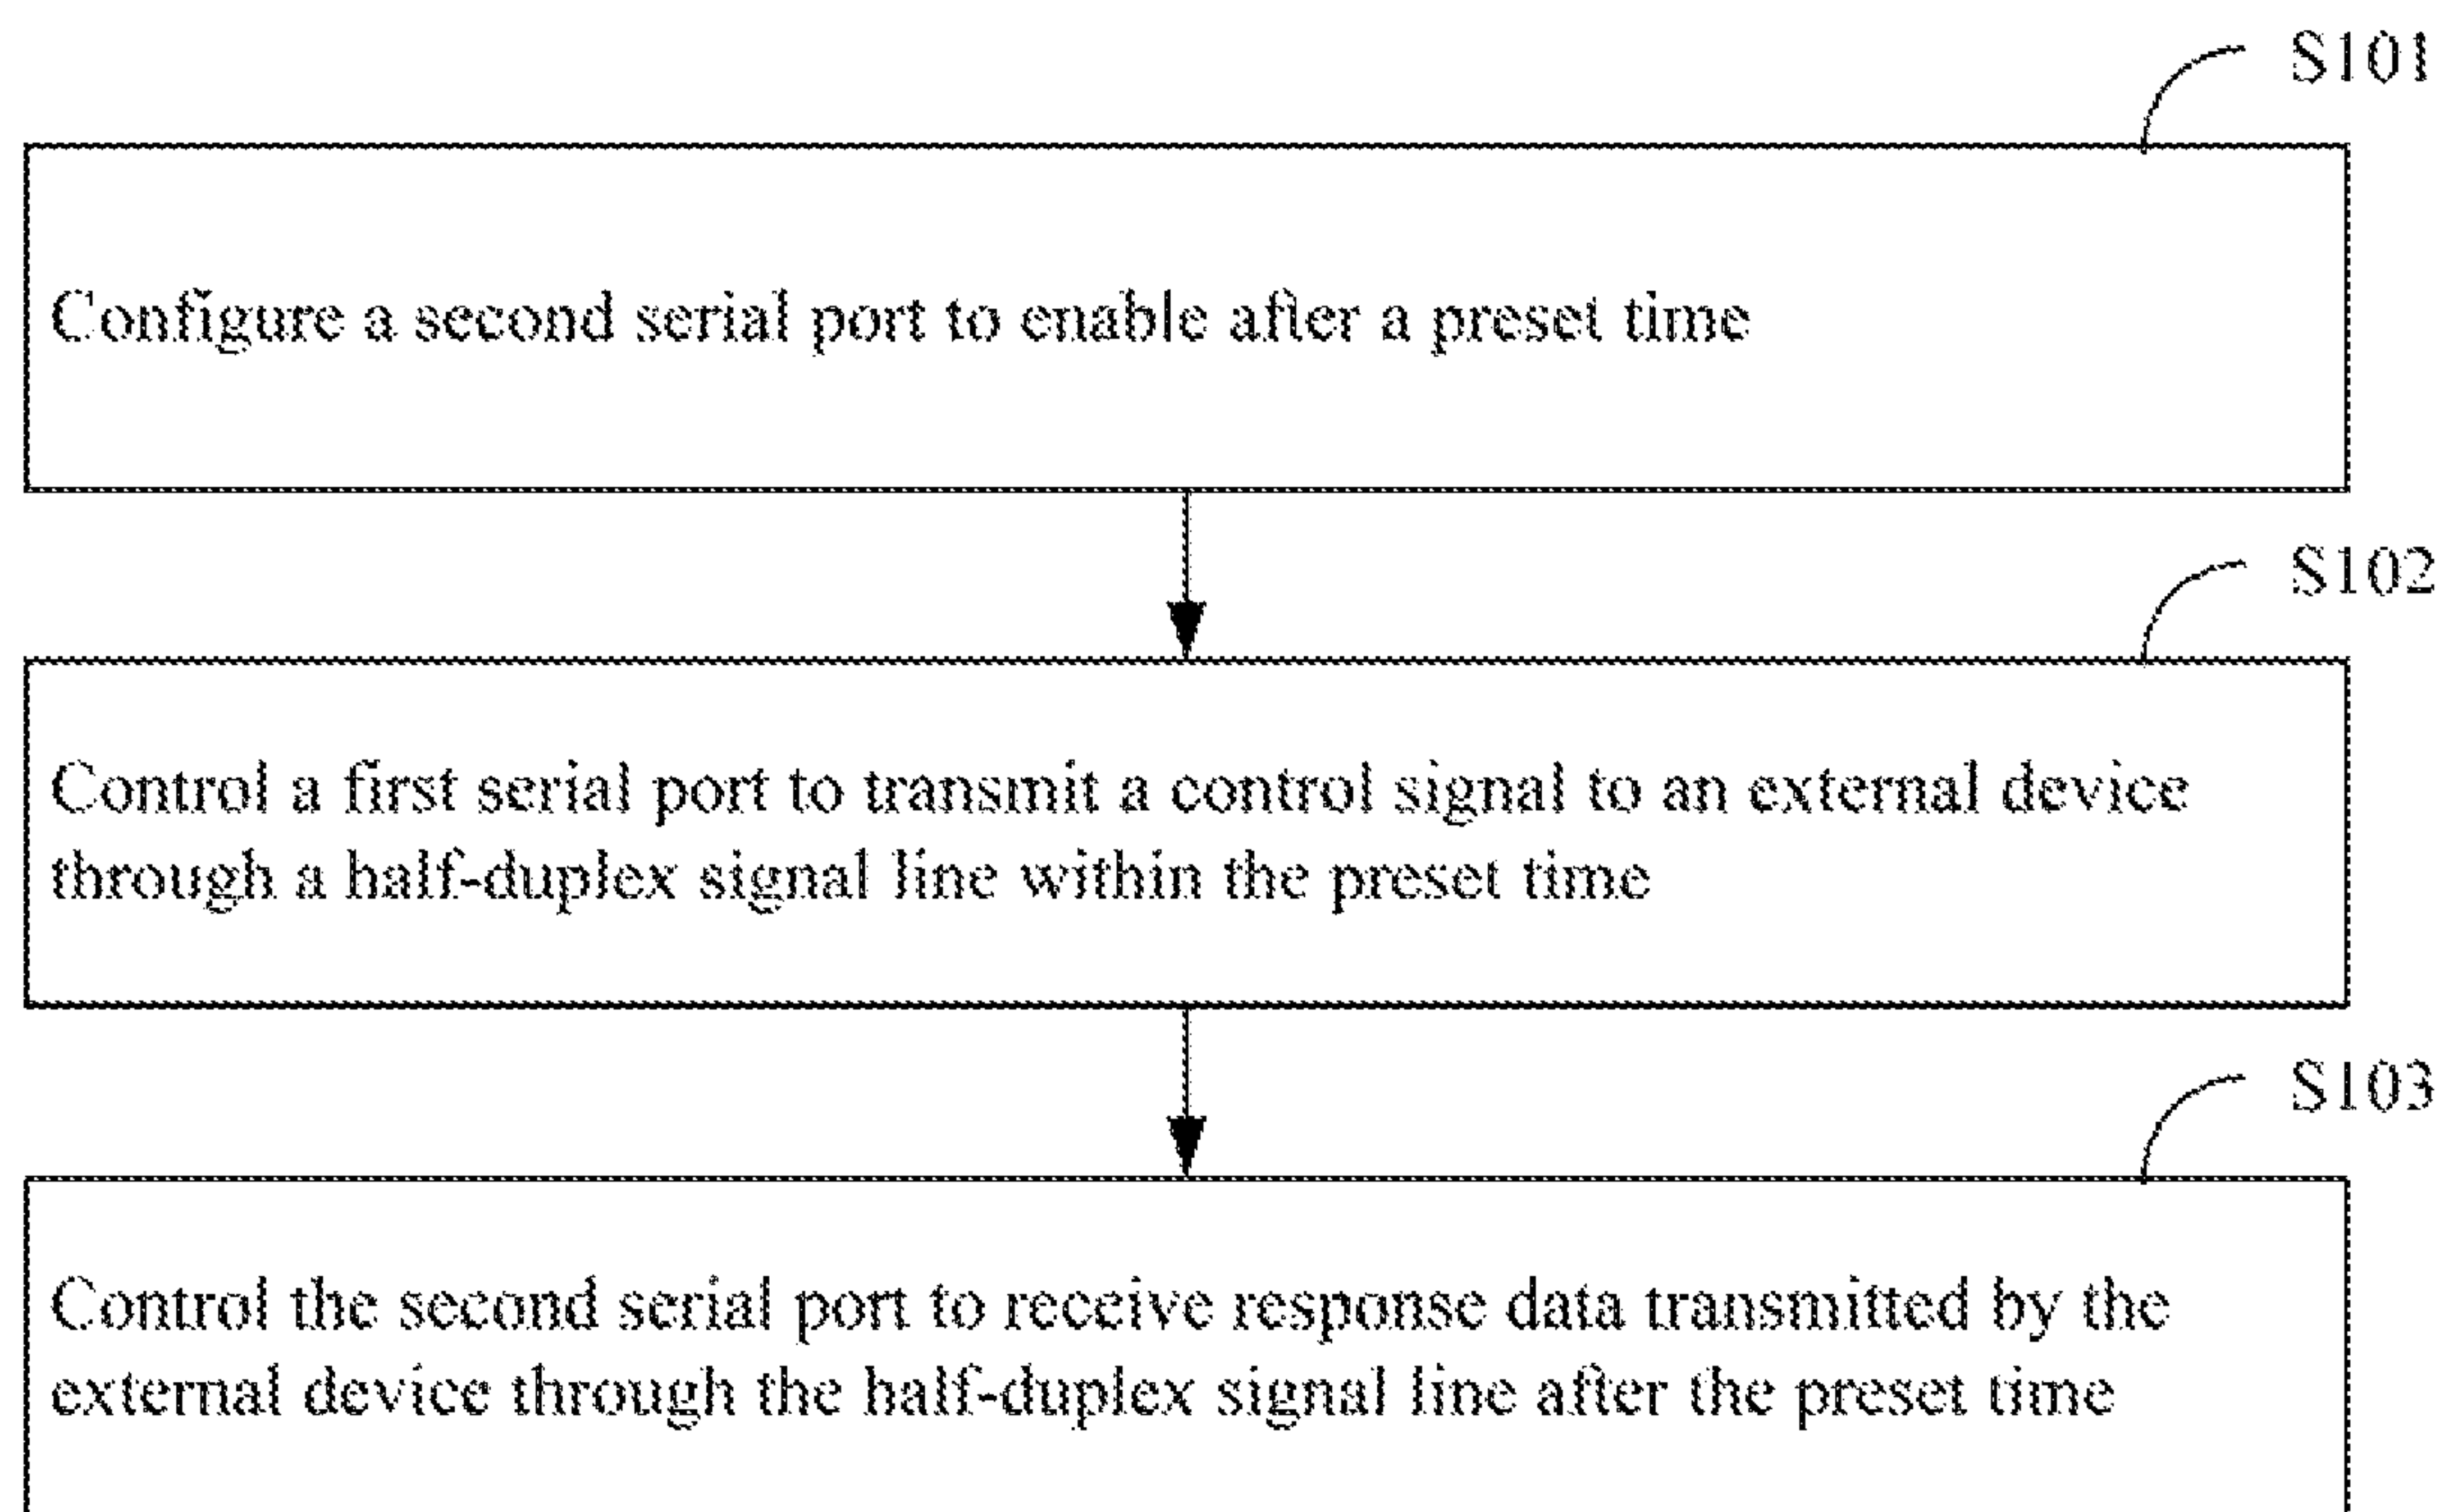 S101
Configure a second serial port to enable after a preset time
S102
Control a first serial port to transmit a control signal to an external device
through a half-duplex signal line within the preset time
S103
Control the second serial port to receive response data transmitted by the
external device through the half-duplex signal line after the preset time